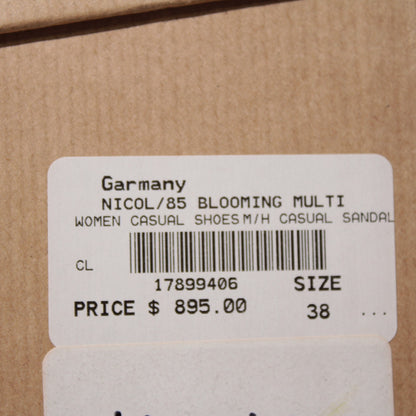 Garmany
NICOL/85 BLOOMING MULTI
WOMEN CASUAL SHOES M/H CASUAL SANDAL
CL
17899406 SIZE
PRICE $ 895.00 38 ...